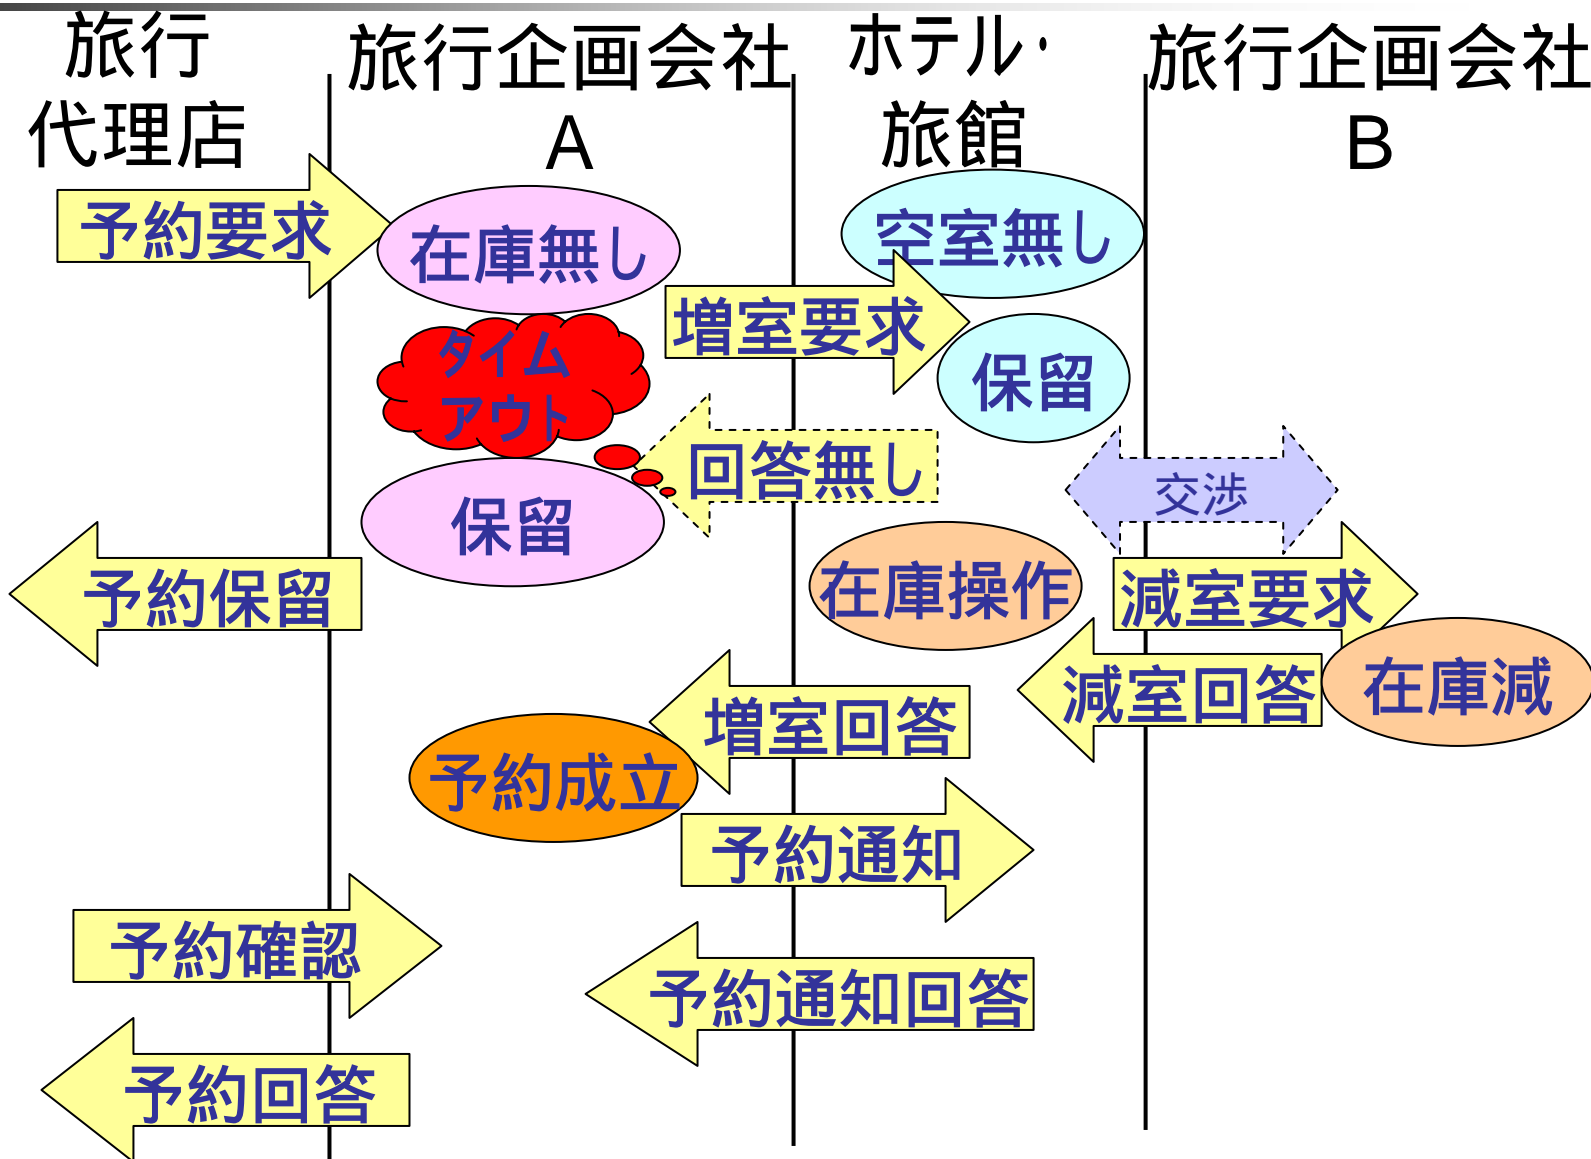 旅行
代理店
旅行企画会社
A
ホテル・
旅館
旅行企画会社
B
予約要求
在庫無し
空室無し
増室要求
タイム
アウト
保留
回答無し
保留
交渉
予約保留
在庫操作
減室要求
減室回答
在庫減
増室回答
予約成立
予約通知
予約確認
予約通知回答
予約回答